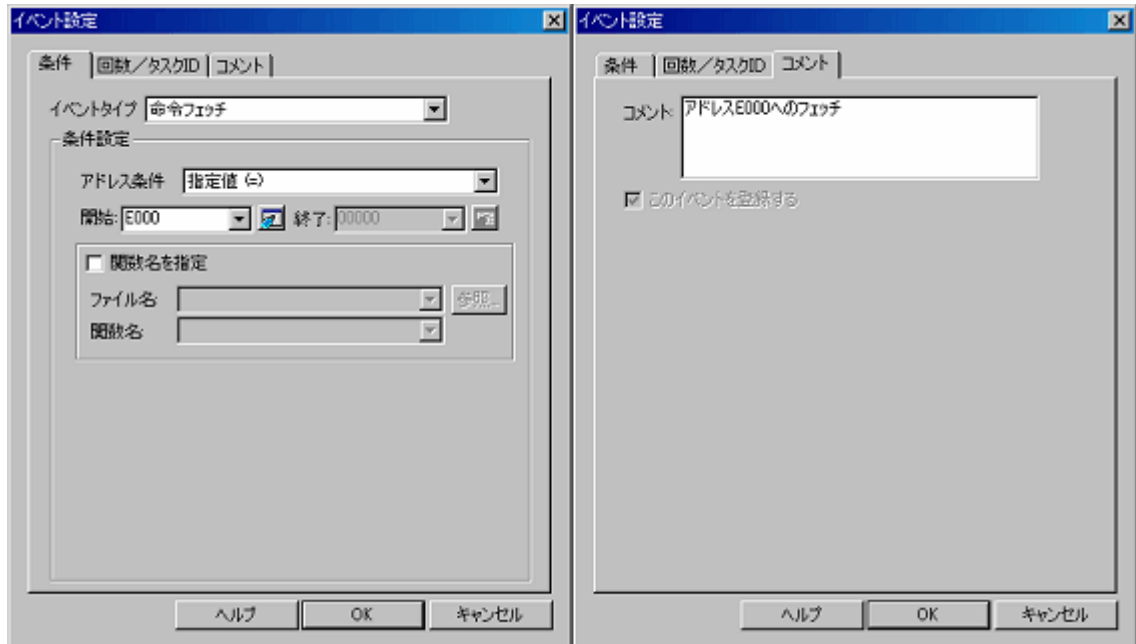 イベント設定
条件
回数／タスクID
コメント
イベントタイプ 命令フェッチ
条件設定
アドレス条件 指定値 (=)
開始: E000 終了: 00000
関数名を指定
ファイル名: 参照...
関数名:
ヘルプ OK キャンセル
イベント設定
条件
回数／タスクID
コメント
コメント: アドレスE000へのフェッチ
このイベントを登録する
ヘルプ OK キャンセル